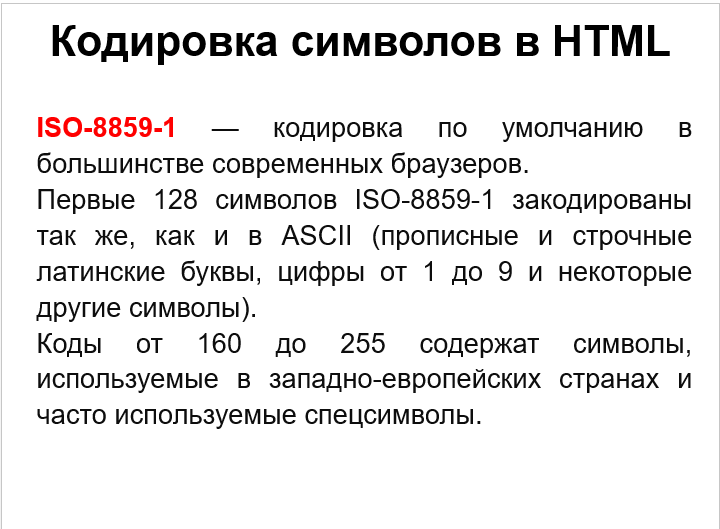 Кодировка символов в HTML
ISO-8859-1 — кодировка по умолчанию в
большинстве современных браузеров.
Первые 128 символов ISO-8859-1 закодированы
так же, как и в ASCII (прописные и строчные
латинские буквы, цифры от 1 до 9 и некоторые
другие символы).
Коды от 160 до 255 содержат символы,
используемые в западно-европейских странах и
часто используемые спецсимволы.